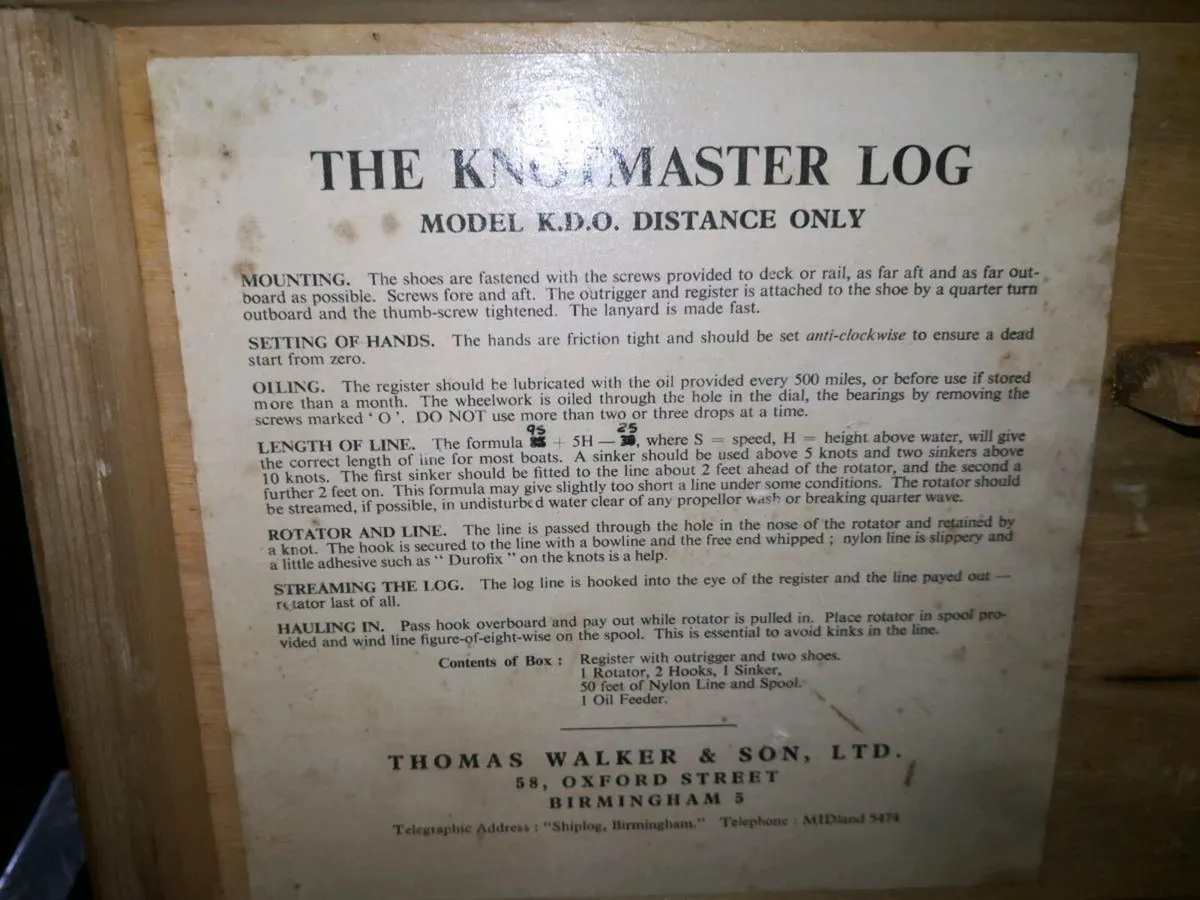 THE KNOTMASTER LOG
MODEL K.D.O. DISTANCE ONLY
MOUNTING. The shoes are fastened with the screws provided to deck or rail, as far aft and as far out-
board as possible. Screws fore and aft. The outrigger and register is attached to the shoe by a quarter turn
outboard and the thumb-screw tightened. The lanyard is made fast.
SETTING OF HANDS. The hands are friction tight and should be set anti-clockwise to ensure a dead
start from zero.
OILING. The register should be lubricated with the oil provided every 500 miles, or before use if stored
more than a month. The wheelwork is oiled through the hole in the dial, the bearings by removing the
screws marked ‘ O ’. DO NOT use more than two or three drops at a time.
9S 25
LENGTH OF LINE. The formula + 5H — , where S = speed, H = height above water, will give
the correct length of line for most boats. A sinker should be used above 5 knots and two sinkers above
10 knots. The first sinker should be fitted to the line about 2 feet ahead of the rotator, and the second a
further 2 feet on. This formula may give slightly too short a line under some conditions. The rotator should
be streamed, if possible, in undisturbed water clear of any propellor wash or breaking quarter wave.
ROTATOR AND LINE. The line is passed through the hole in the nose of the rotator and retained by
a knot. The hook is secured to the line with a bowline and the free end whipped ; nylon line is slippery and
a little adhesive such as “ Durofix ” on the knots is a help.
STREAMING THE LOG. The log line is hooked into the eye of the register and the line payed out —
rotator last of all.
HAULING IN. Pass hook overboard and pay out while rotator is pulled in. Place rotator in spool pro-
vided and wind line figure-of-eight-wise on the spool. This is essential to avoid kinks in the line.
Contents of Box : Register with outrigger and two shoes.
1 Rotator, 2 Hooks, 1 Sinker,
50 feet of Nylon Line and Spool.
1 Oil Feeder.
THOMAS WALKER & SON, LTD.
58, OXFORD STREET
BIRMINGHAM 5
Telegraphic Address : "Shiplog, Birmingham." Telephone : MIDland 5474